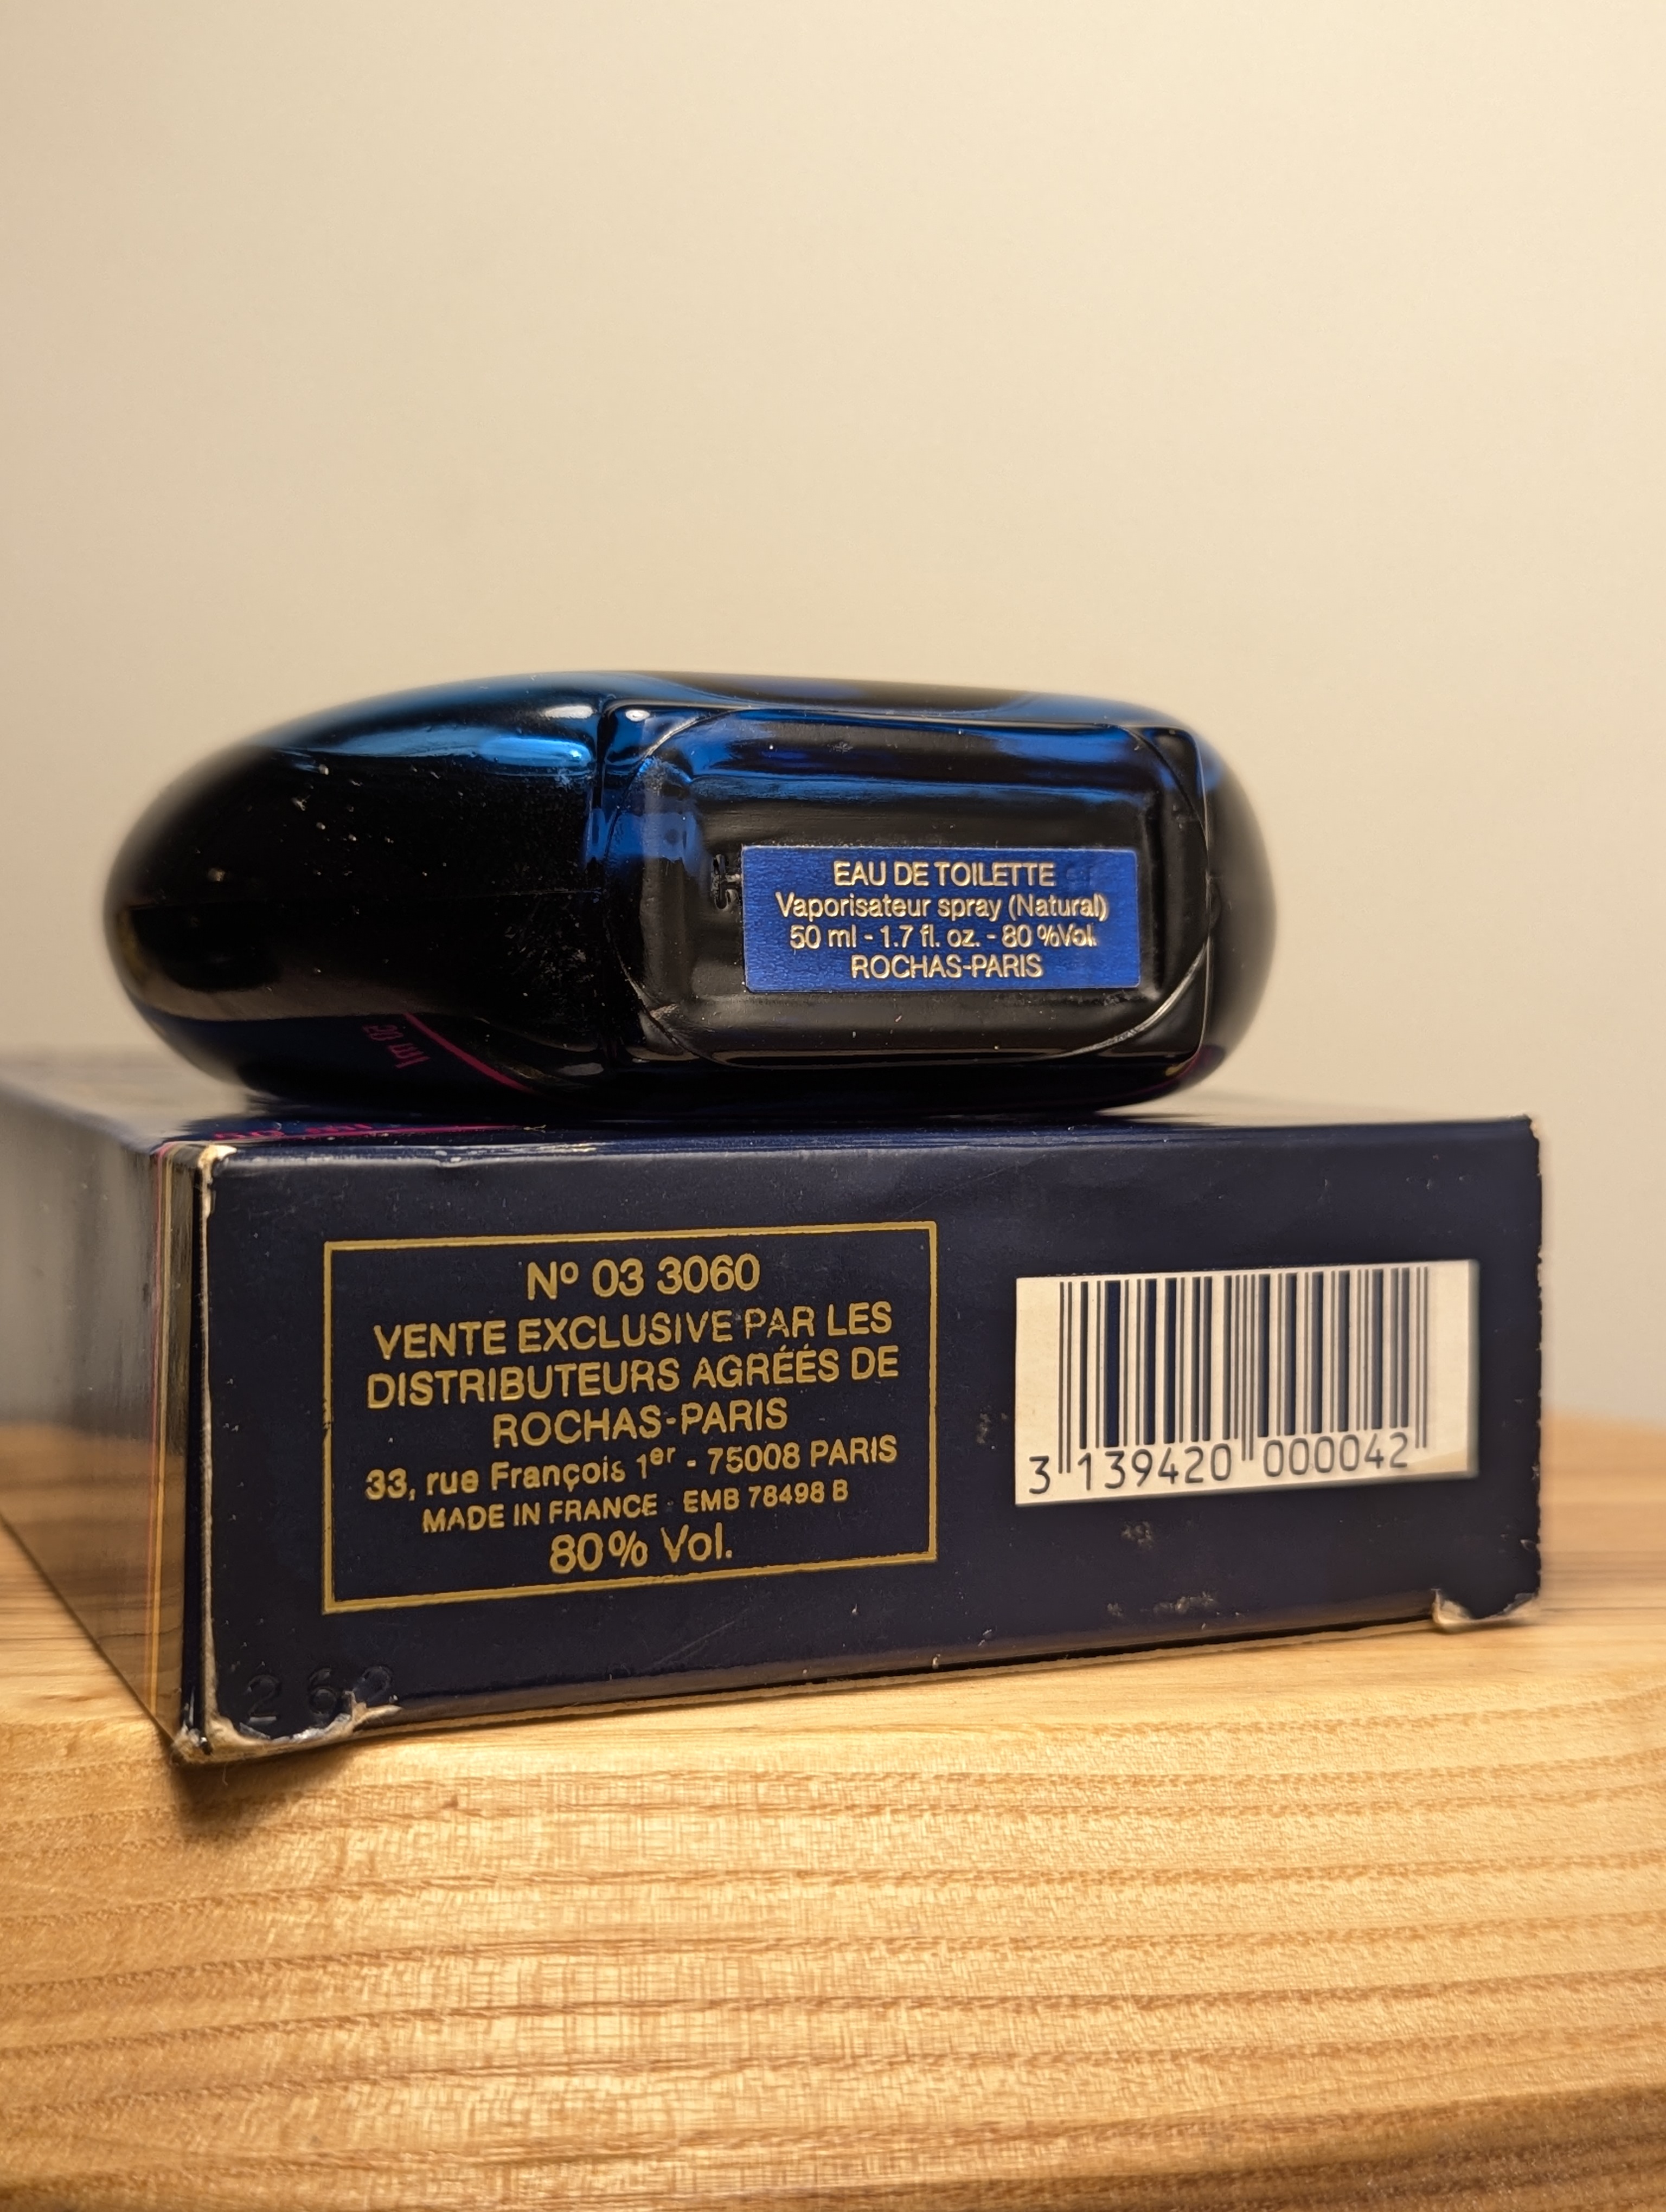 EAU DE TOILETTE
Vaporisateur spray (Natural)
50 ml - 1.7 fl. oz. - 80 %Vol.
ROCHAS-PARIS
Nº 03 3060
VENTE EXCLUSIVE PAR LES
DISTRIBUTEURS AGRÉÉS DE
ROCHAS-PARIS
33, rue François 1er - 75008 PARIS
MADE IN FRANCE - EMB 78498 B
80% Vol.
3 139420 000042